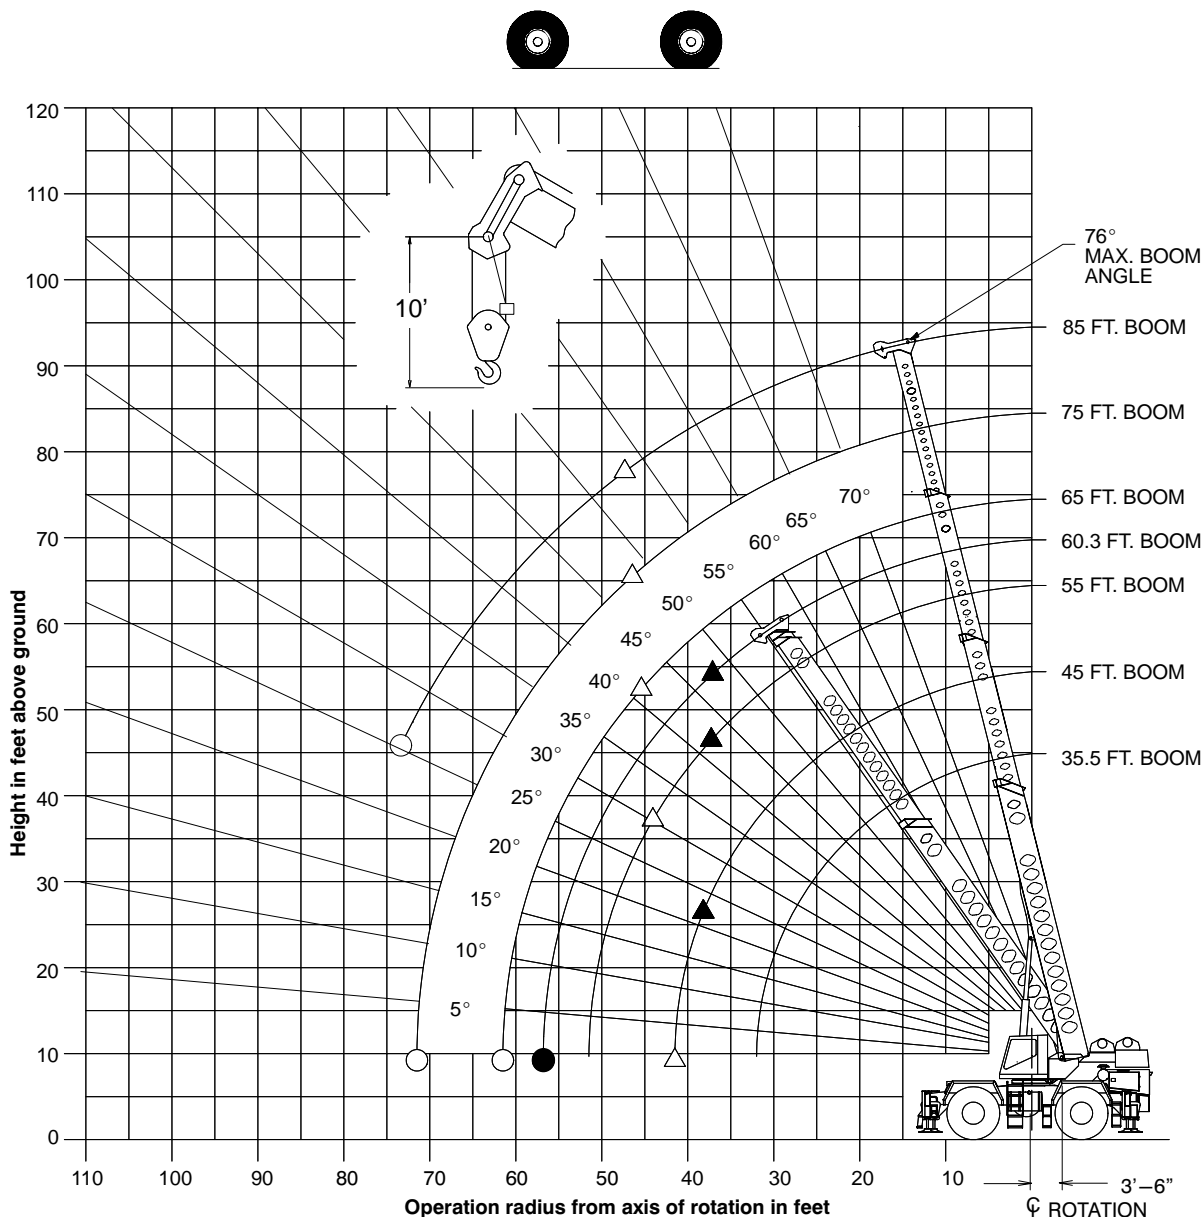 120
110
100
90
80
70
60
50
40
30
20
10
0
Height in feet above ground
10'
76°
MAX. BOOM
ANGLE
85 FT. BOOM
75 FT. BOOM
65 FT. BOOM
60.3 FT. BOOM
55 FT. BOOM
45 FT. BOOM
35.5 FT. BOOM
70°
65°
60°
55°
50°
45°
40°
35°
30°
25°
20°
15°
10°
5°
110 100 90 80 70 60 50 40 30 20 10
Operation radius from axis of rotation in feet
3'–6"
℄ ROTATION